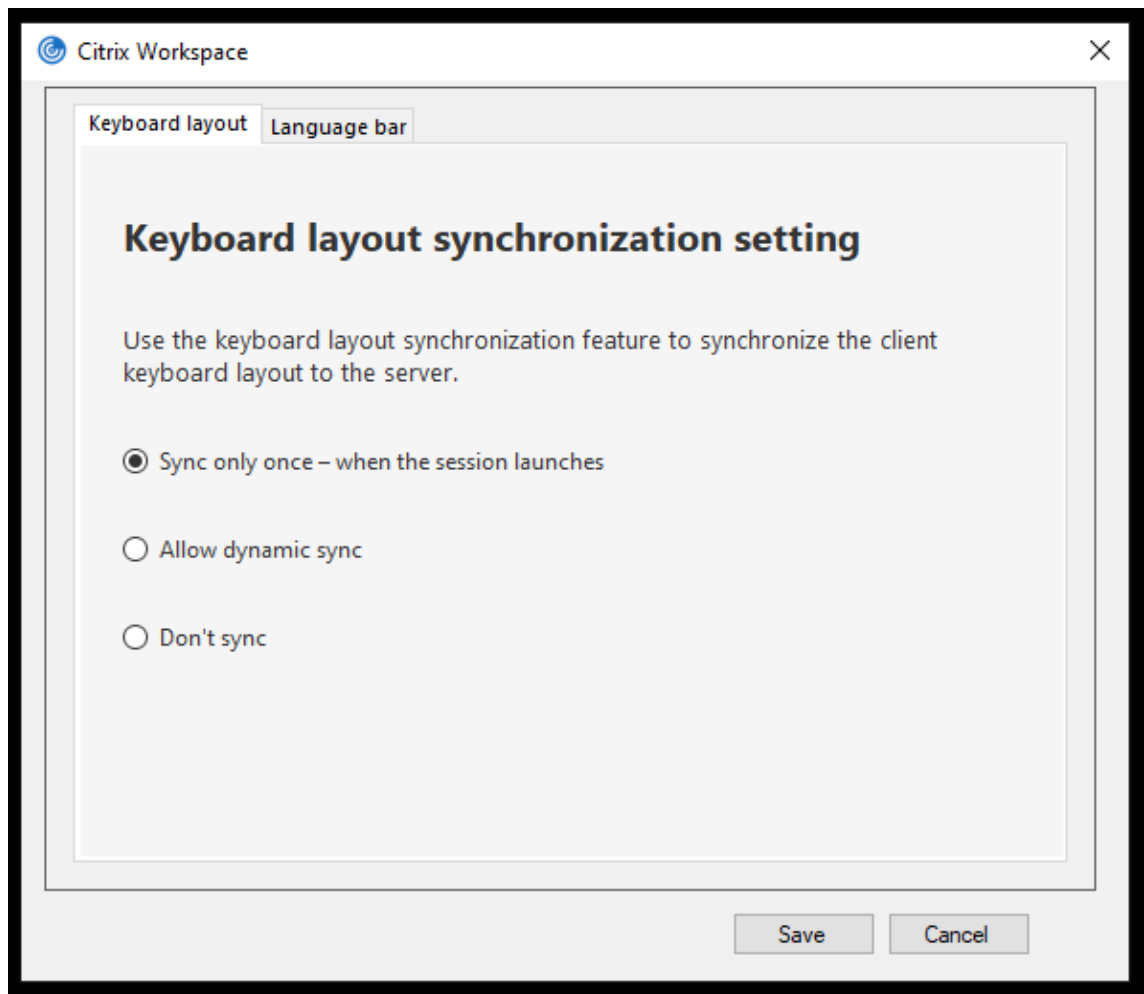 Citrix Workspace
Keyboard layout
Language bar
Keyboard layout synchronization setting
Use the keyboard layout synchronization feature to synchronize the client
keyboard layout to the server.
Sync only once – when the session launches
Allow dynamic sync
Don't sync
Save
Cancel